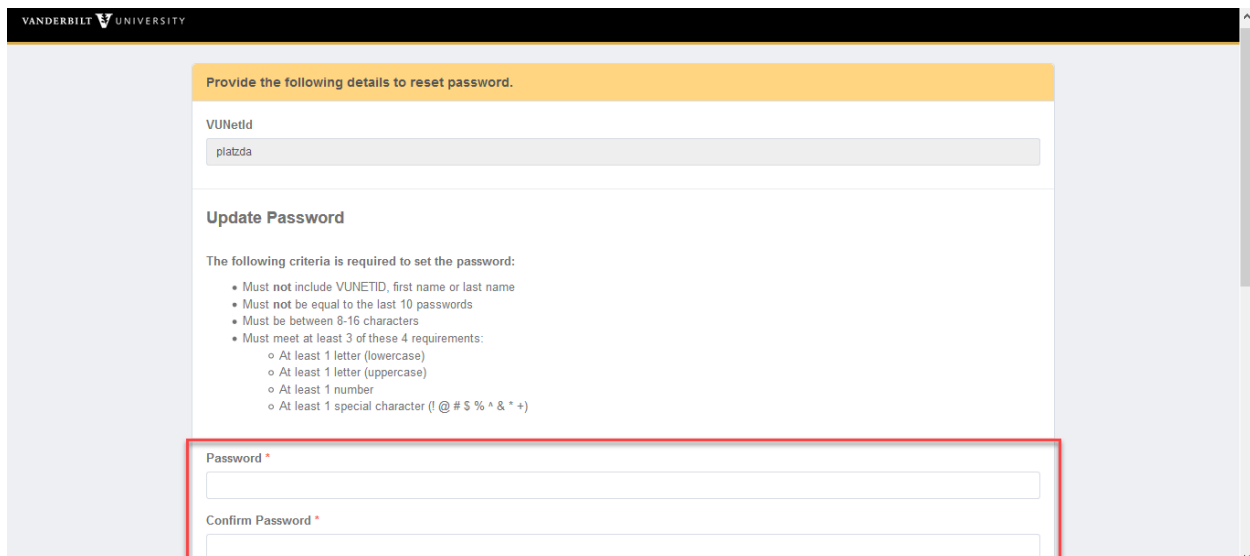 VANDERBILT UNIVERSITY
Provide the following details to reset password.
VUNetId
platzda
Update Password
The following criteria is required to set the password:
• Must not include VUNETID, first name or last name
• Must not be equal to the last 10 passwords
• Must be between 8-16 characters
• Must meet at least 3 of these 4 requirements:
o At least 1 letter (lowercase)
o At least 1 letter (uppercase)
o At least 1 number
o At least 1 special character (! @ # $ % ^ & * +)
Password *
Confirm Password *